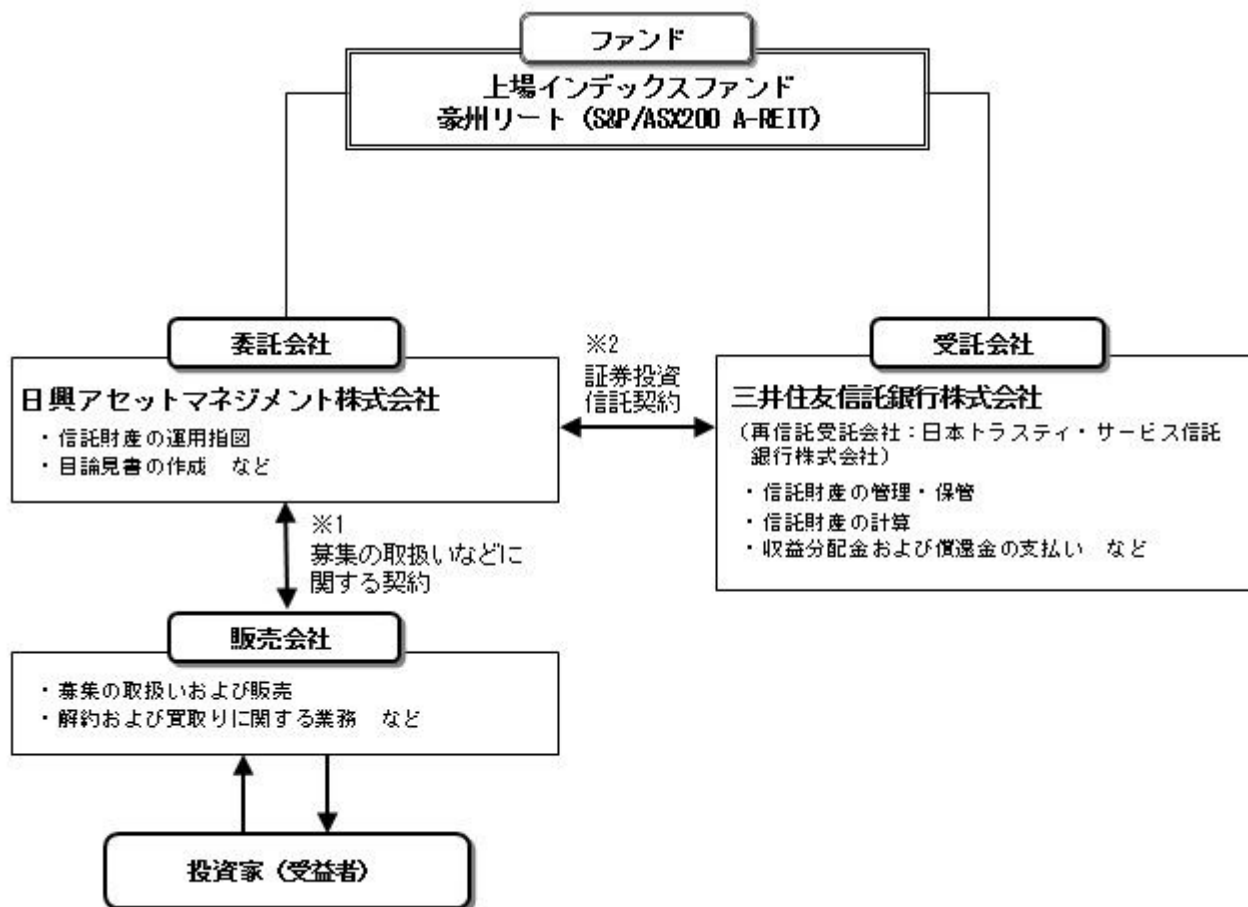 ファンド
上場インデックスファンド
豪州リート（S&P/ASX200 A-REIT）
委託会社
日興アセットマネジメント株式会社
・信託財産の運用指図
・目論見書の作成　など
※2
証券投資
信託契約
受託会社
三井住友信託銀行株式会社
（再信託受託会社：日本トラスティ・サービス信託
銀行株式会社）
・信託財産の管理・保管
・信託財産の計算
・収益分配金および償還金の支払い　など
※1
募集の取扱いなどに
関する契約
販売会社
・募集の取扱いおよび販売
・解約および買取りに関する業務　など
投資家（受益者）